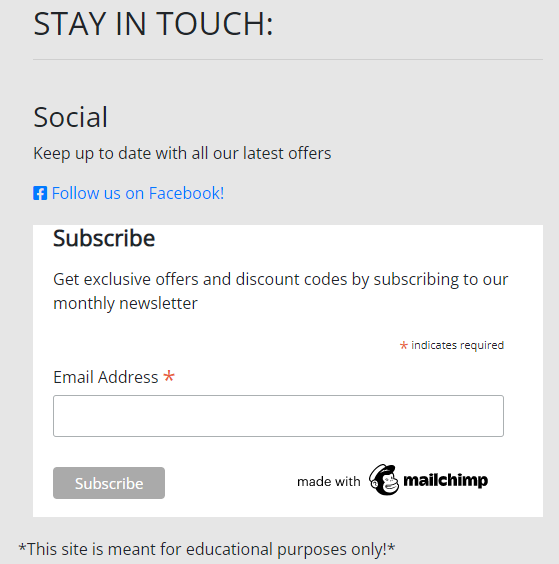 STAY IN TOUCH:
Social
Keep up to date with all our latest offers
Follow us on Facebook!
Subscribe
Get exclusive offers and discount codes by subscribing to our
monthly newsletter
* indicates required
Email Address *
Subscribe
made with mailchimp
*This site is meant for educational purposes only!*